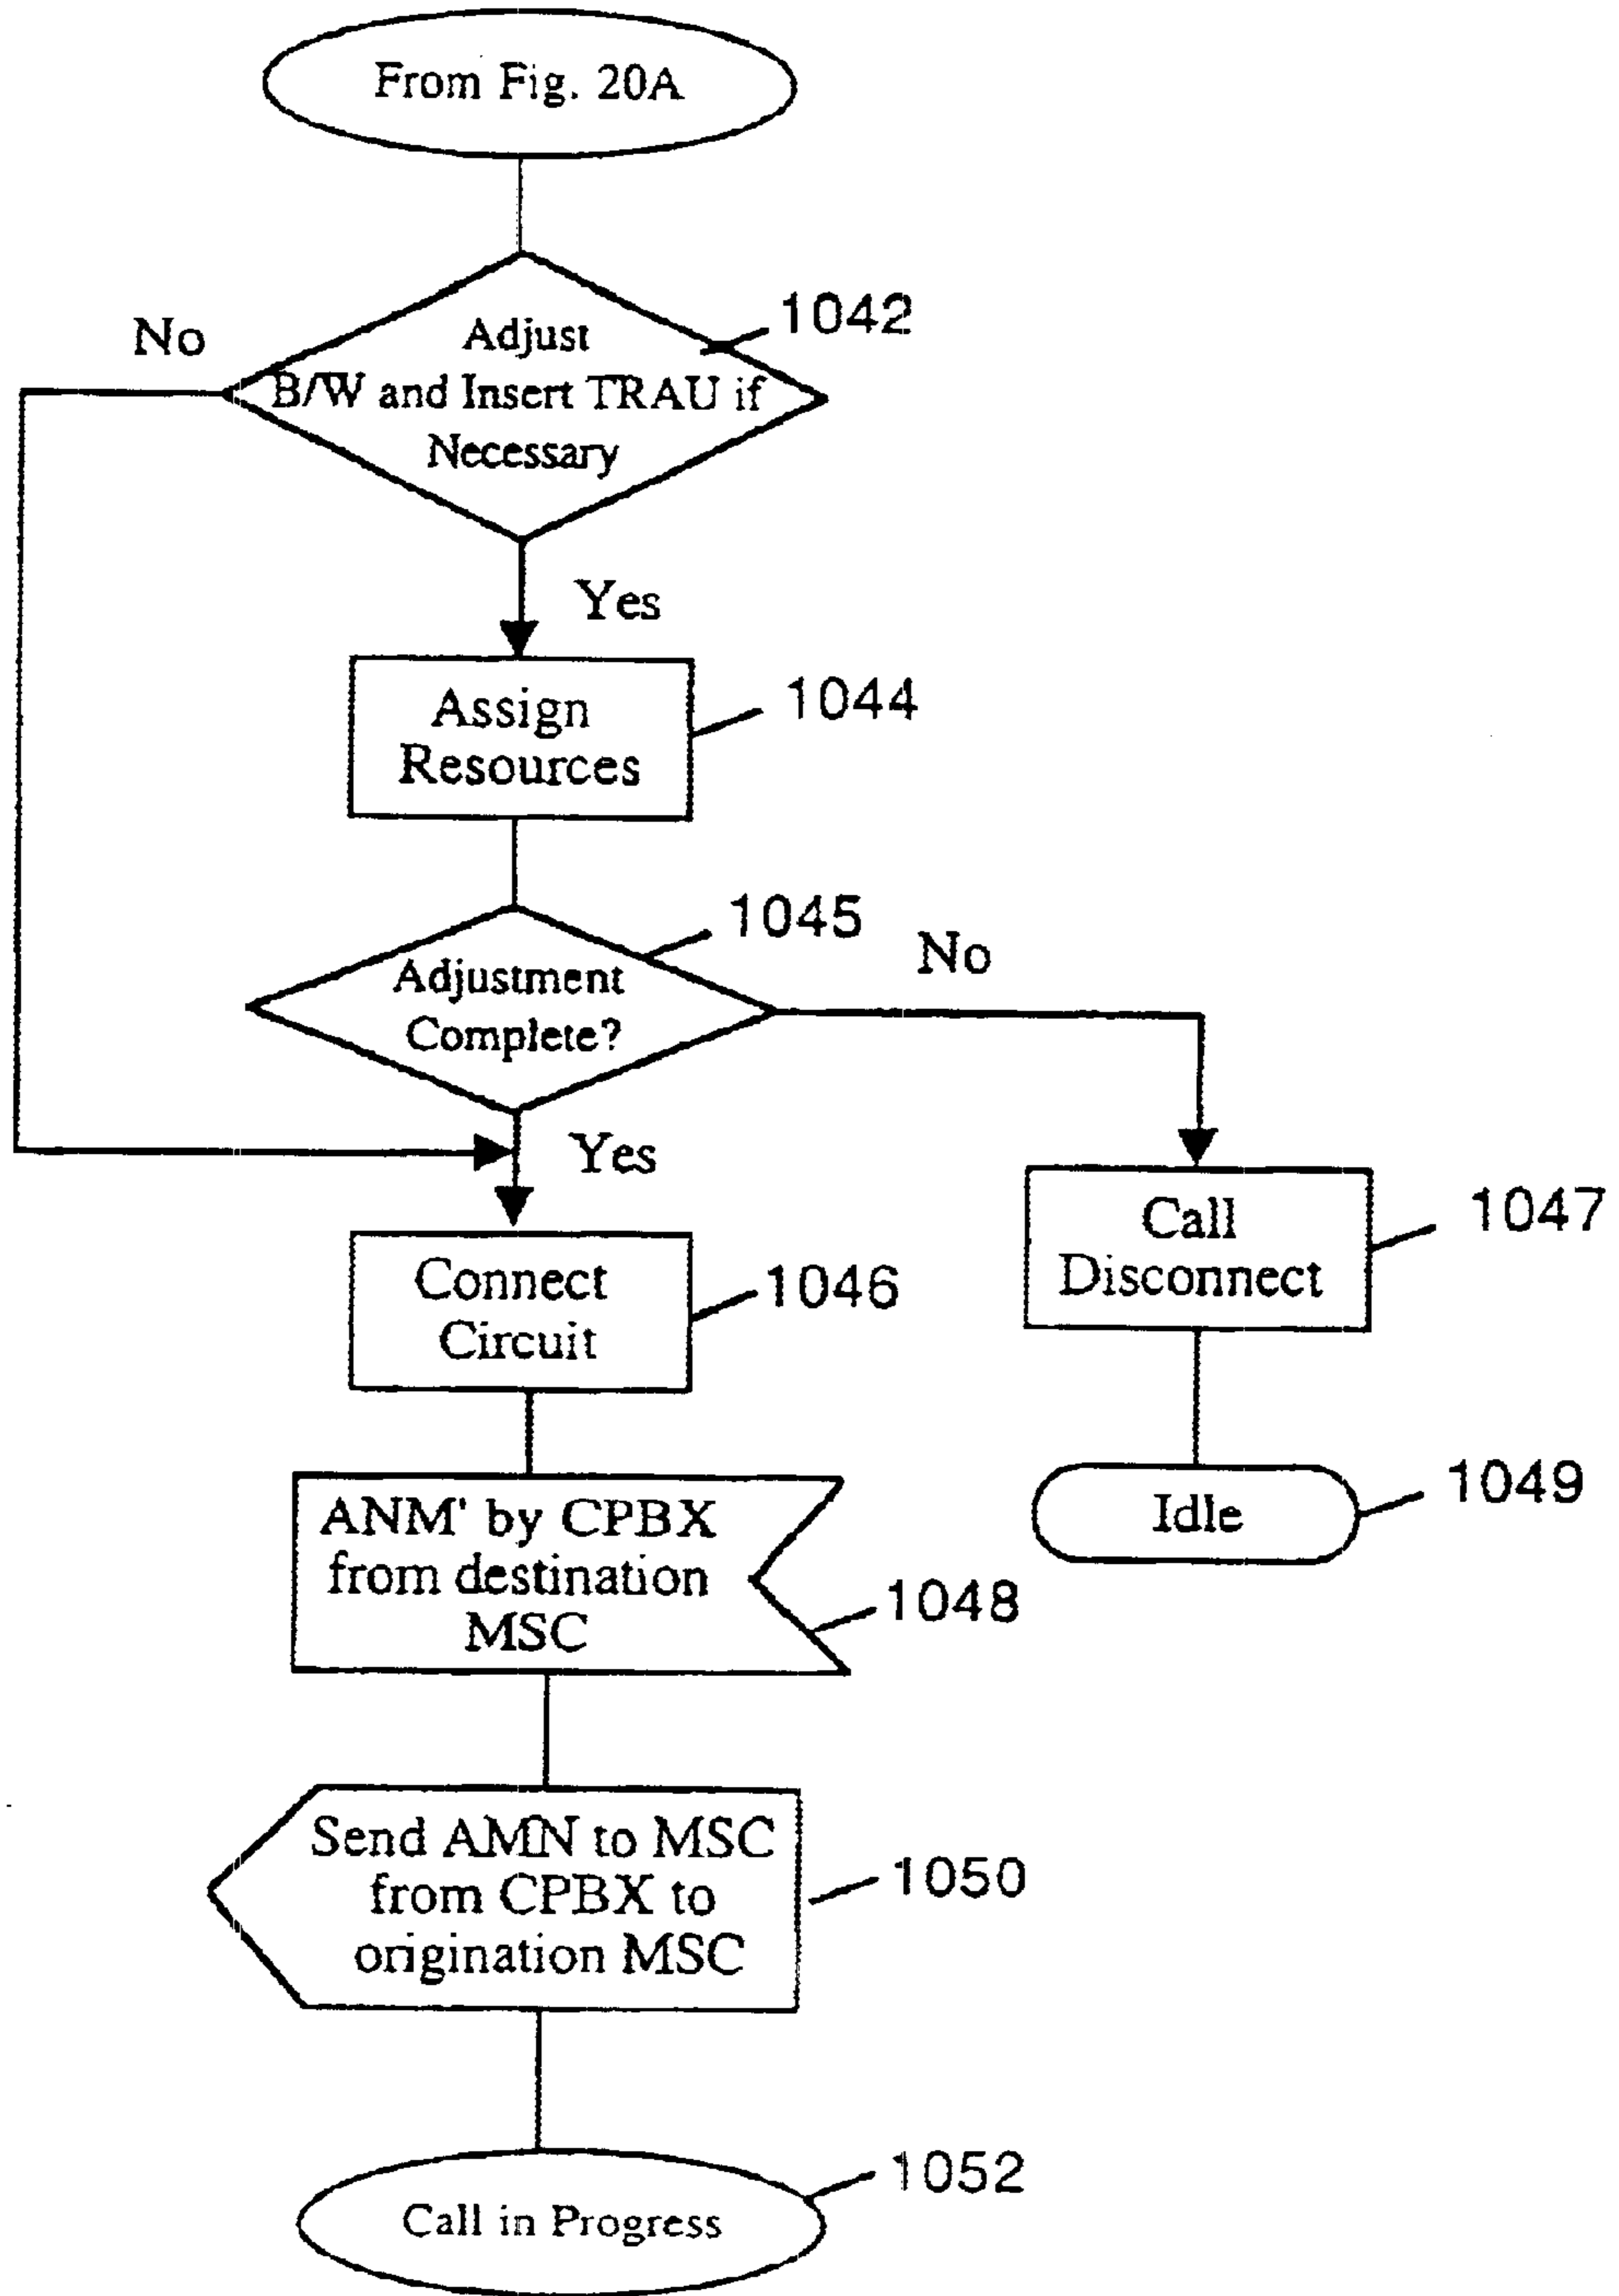 From Fig. 20A
1042
No
Adjust
B/W and Insert TRAU if
Necessary
Yes
1044
Assign
Resources
1045
No
Adjustment
Complete?
Yes
1047
Call
Disconnect
1046
Connect
Circuit
1049
Idle
ANM' by CPBX
from destination
MSC
1048
Send AMN to MSC
from CPBX to
origination MSC
1050
1052
Call in Progress